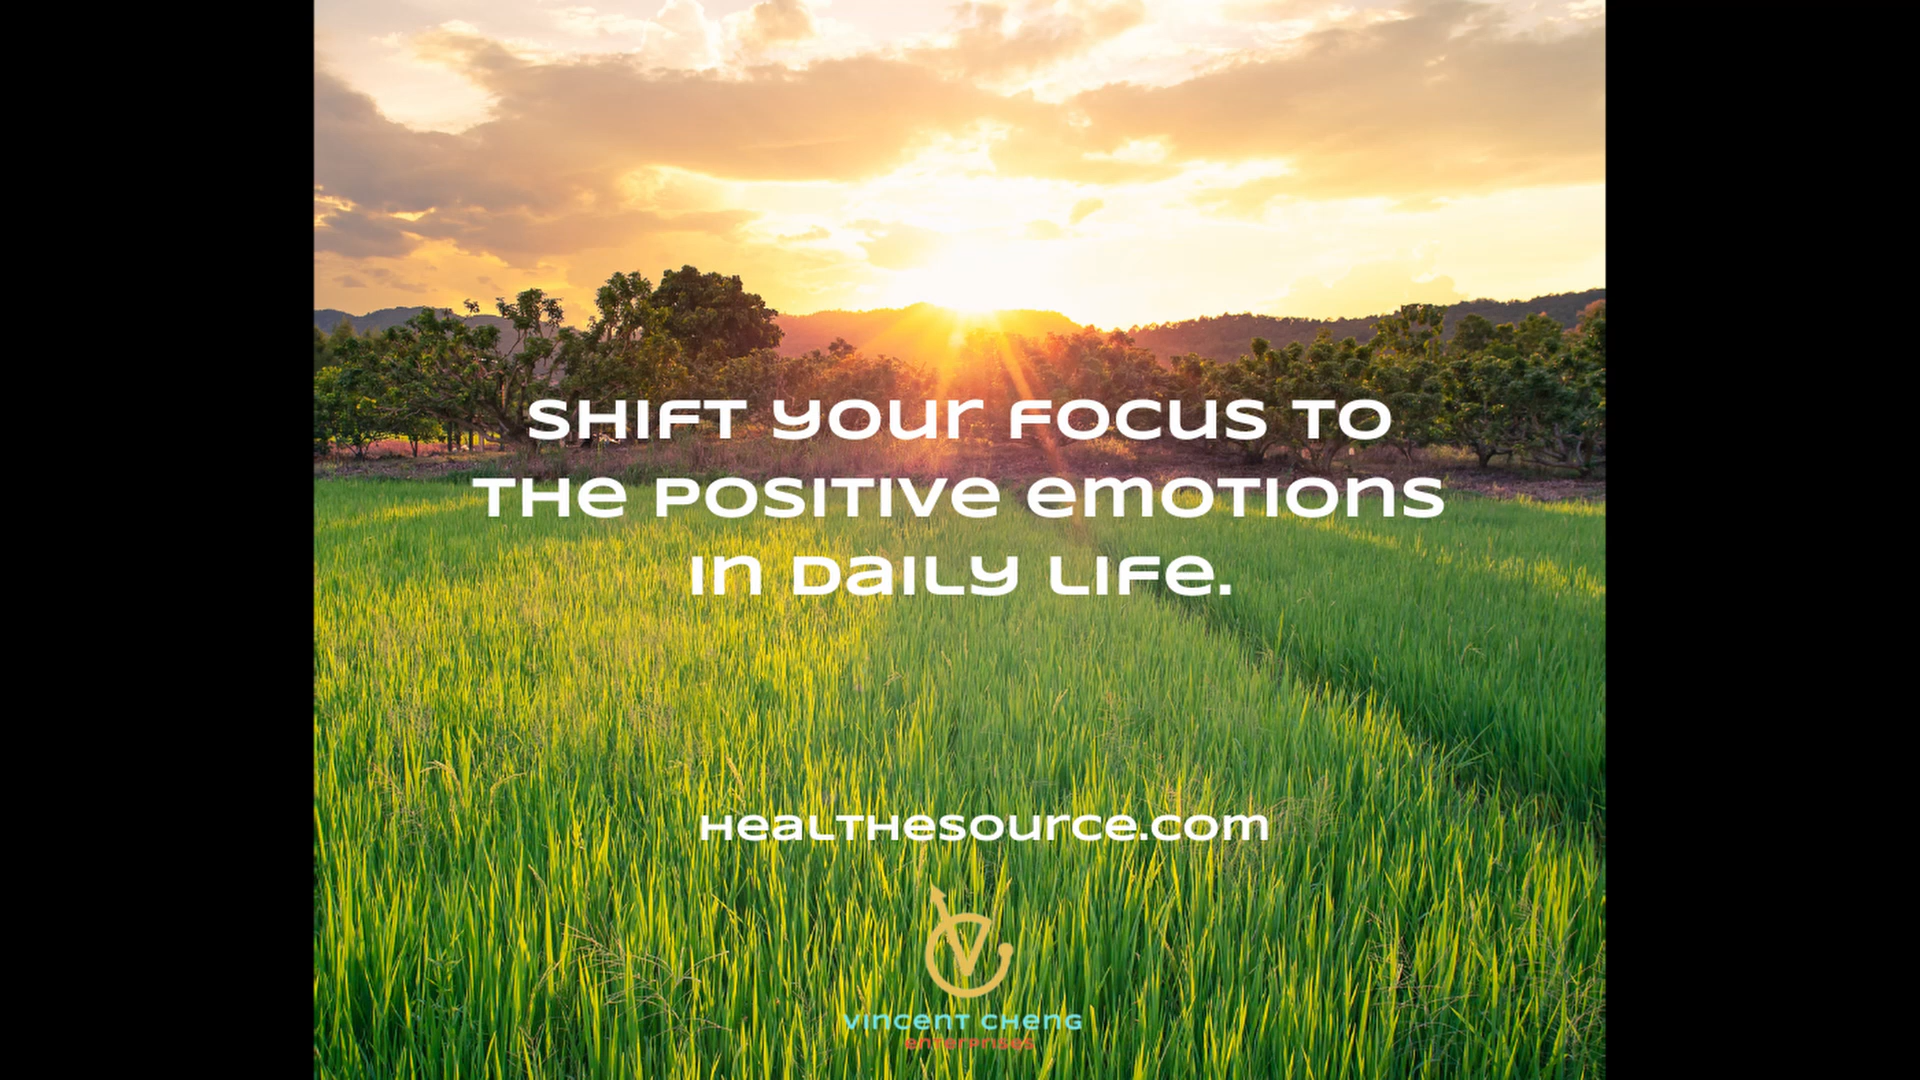 SHIFT your FOCUS TO
THe POSITIVE emOTIOnS
In DaILy LIFe.
HeaLTHesource.com
VIncenT CHenG
enTerPrISeS